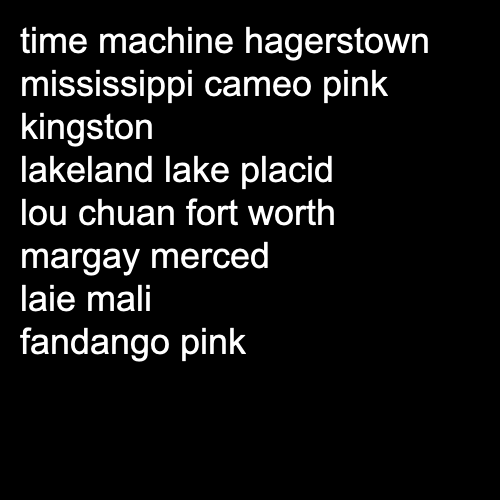 time machine hagerstown
mississippi cameo pink
kingston
lakeland lake placid
lou chuan fort worth
margay merced
laie mali
fandango pink